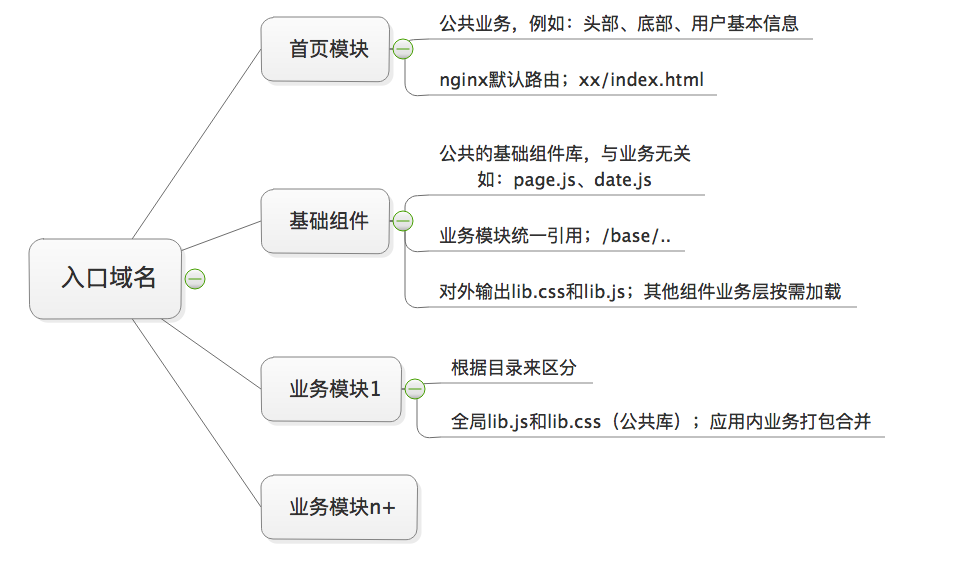 入口域名
首页模块
公共业务，例如：头部、底部、用户基本信息
nginx默认路由；xx/index.html
基础组件
公共的基础组件库，与业务无关
如：page.js、date.js
业务模块统一引用；/base/..
对外输出lib.css和lib.js；其他组件业务层按需加载
业务模块1
根据目录来区分
全局lib.js和lib.css（公共库）；应用内业务打包合并
业务模块n+